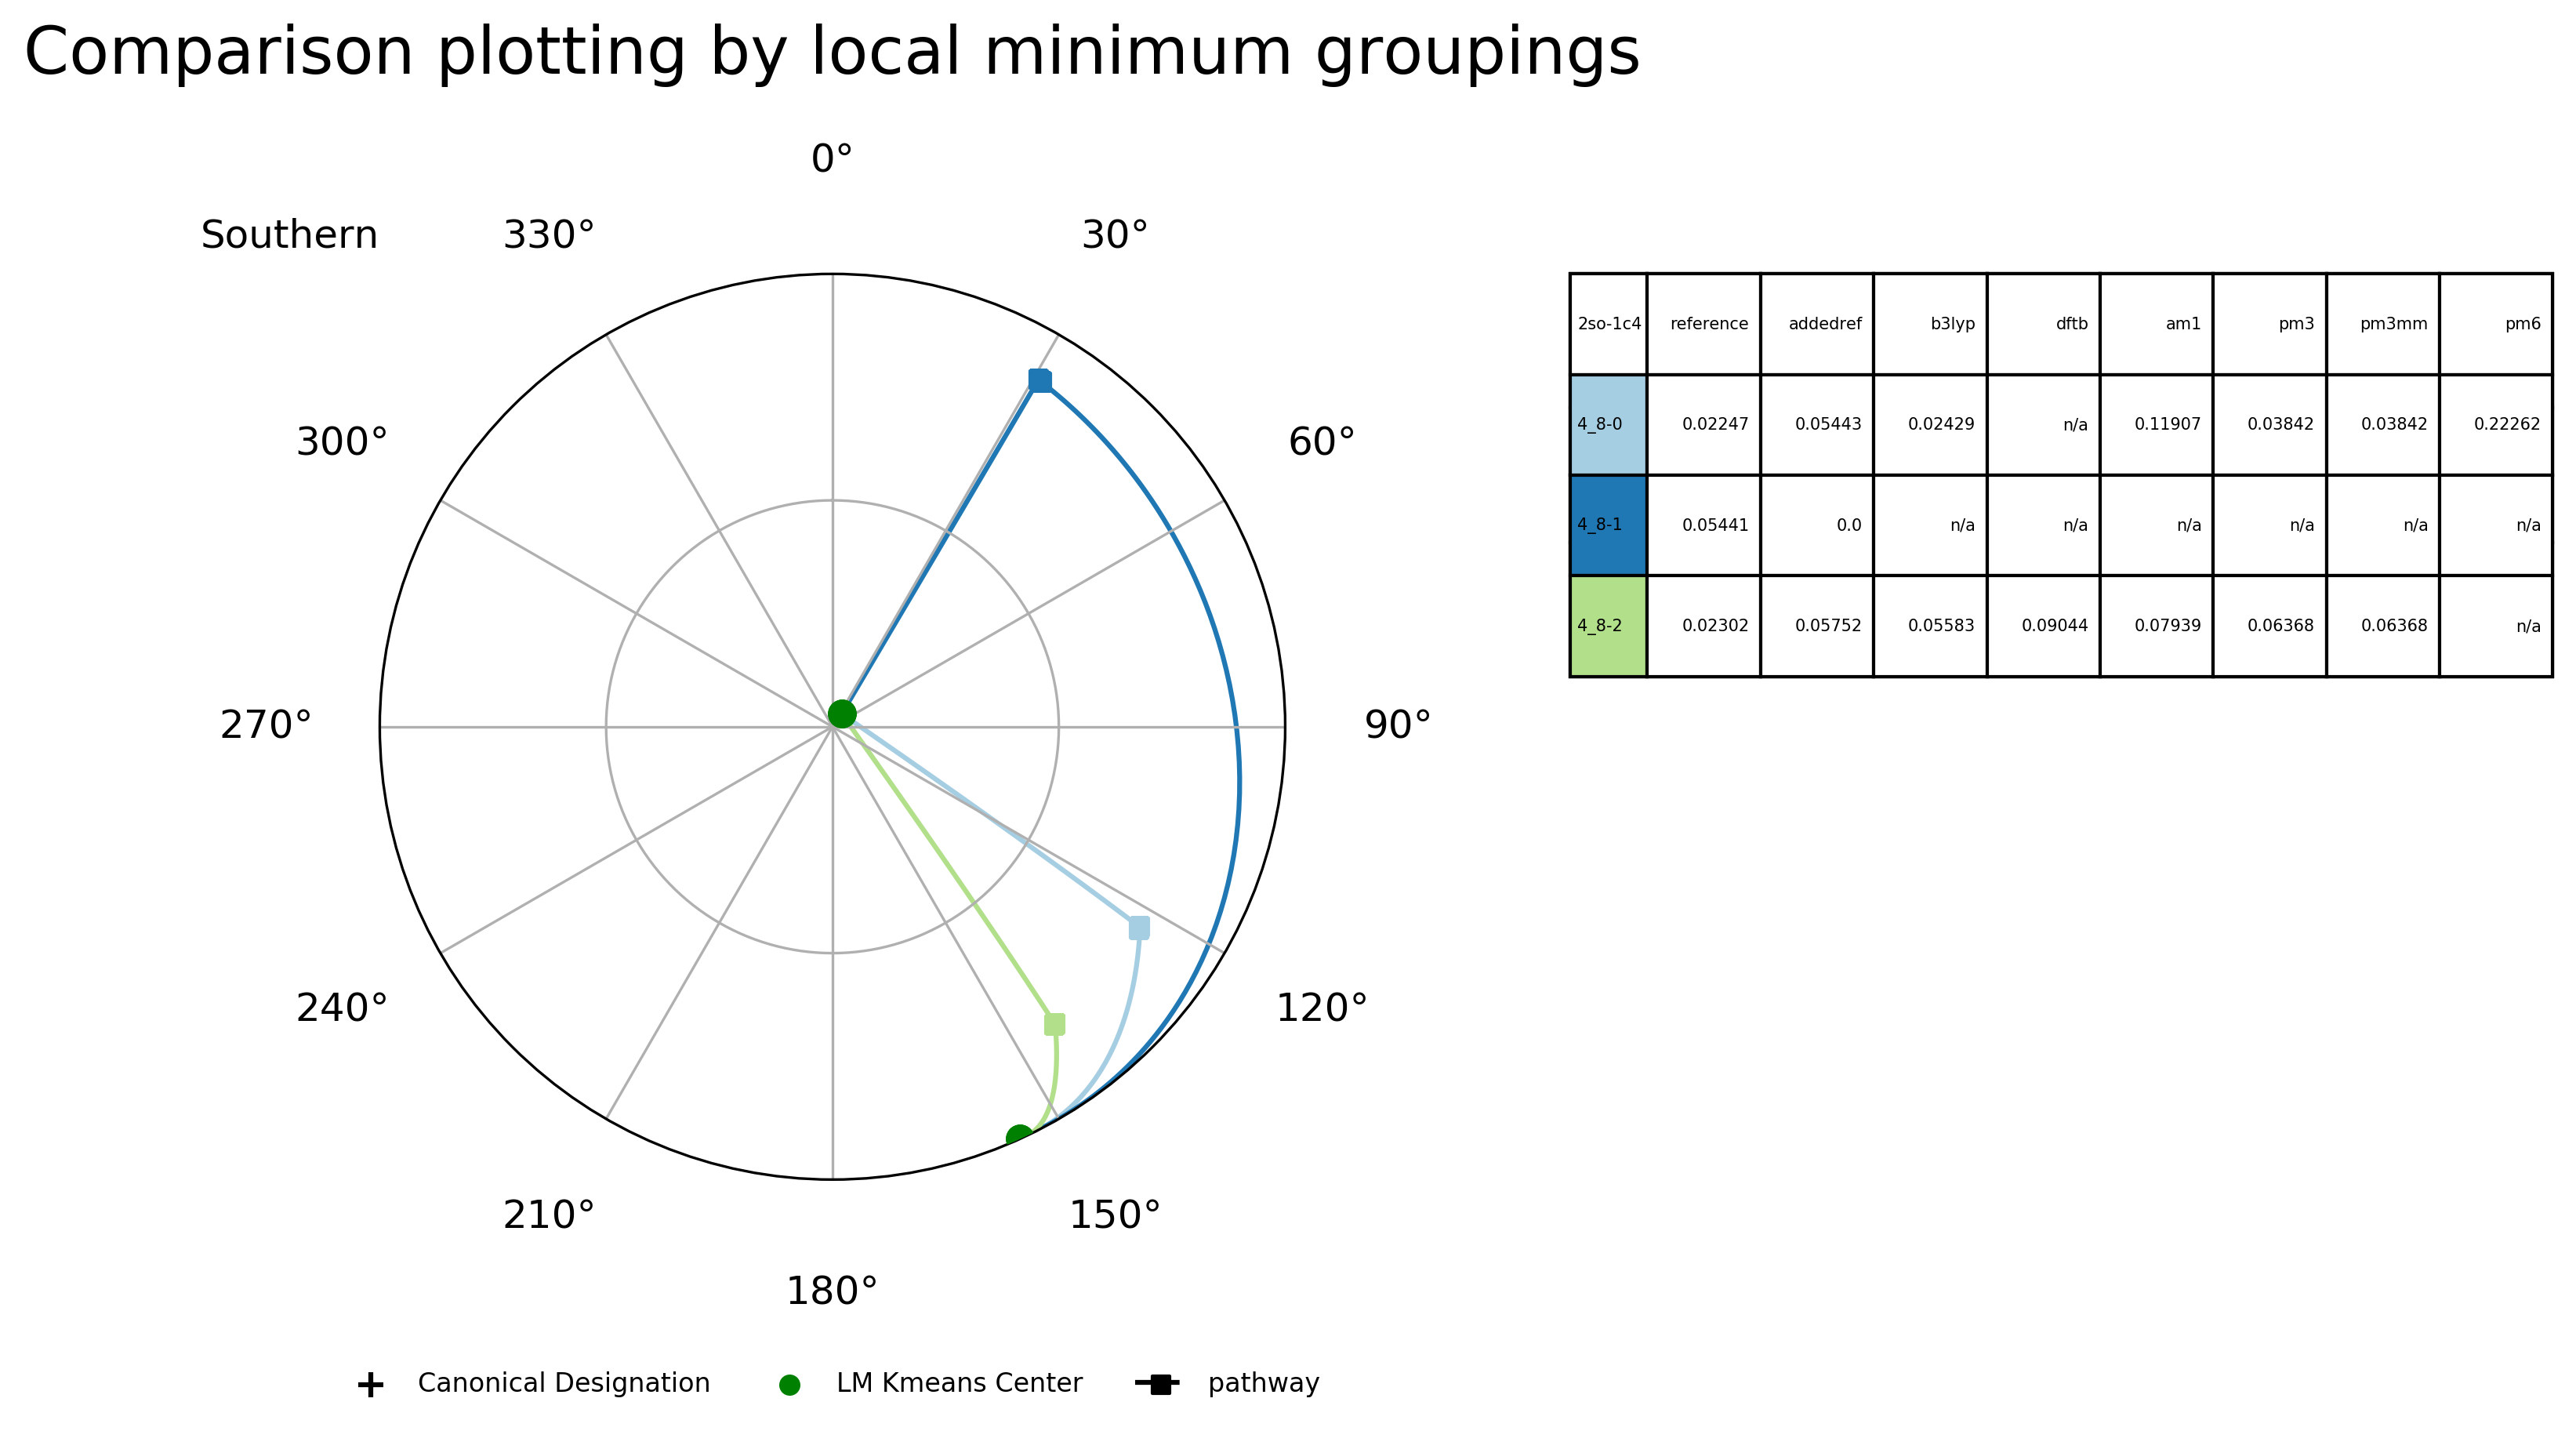 Comparison plotting by local minimum groupings
0°
Southern 330° 30°
300° 60°
270° 90°
240° 120°
210° 150°
180°
2so-1c4 reference addedref b3lyp dftb am1 pm3 pm3mm pm6
4_8-0 0.02247 0.05443 0.02429 n/a 0.11907 0.03842 0.03842 0.22262
4_8-1 0.05441 0.0 n/a n/a n/a n/a n/a n/a
4_8-2 0.02302 0.05752 0.05583 0.09044 0.07939 0.06368 0.06368 n/a
Canonical Designation LM Kmeans Center pathway